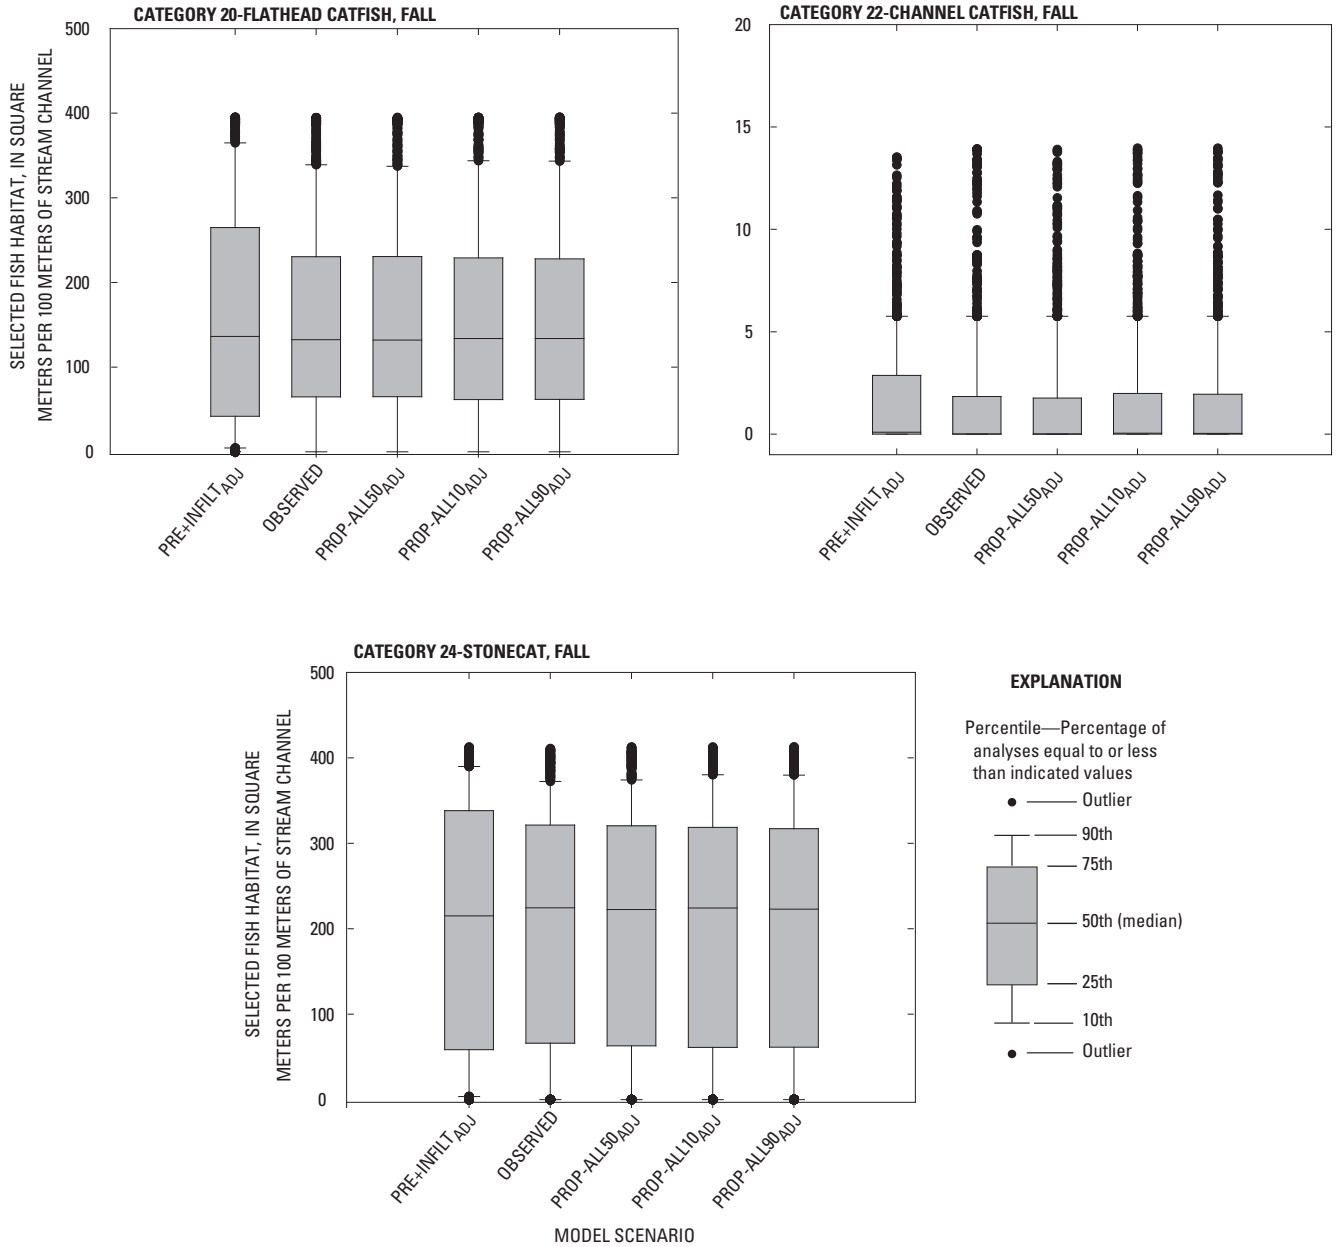 CATEGORY 20-FLATHEAD CATFISH, FALL
SELECTED FISH HABITAT, IN SQUARE
METERS PER 100 METERS OF STREAM CHANNEL
500
400
300
200
100
0
PRE+INFILTADJ
OBSERVED
PROP-ALL50ADJ
PROP-ALL10ADJ
PROP-ALL90ADJ
CATEGORY 22-CHANNEL CATFISH, FALL
20
15
10
5
0
PRE+INFILTADJ
OBSERVED
PROP-ALL50ADJ
PROP-ALL10ADJ
PROP-ALL90ADJ
CATEGORY 24-STONECAT, FALL
SELECTED FISH HABITAT, IN SQUARE
METERS PER 100 METERS OF STREAM CHANNEL
500
400
300
200
100
0
PRE+INFILTADJ
OBSERVED
PROP-ALL50ADJ
PROP-ALL10ADJ
PROP-ALL90ADJ
MODEL SCENARIO
EXPLANATION
Percentile—Percentage of
analyses equal to or less
than indicated values
Outlier
90th
75th
50th (median)
25th
10th
Outlier